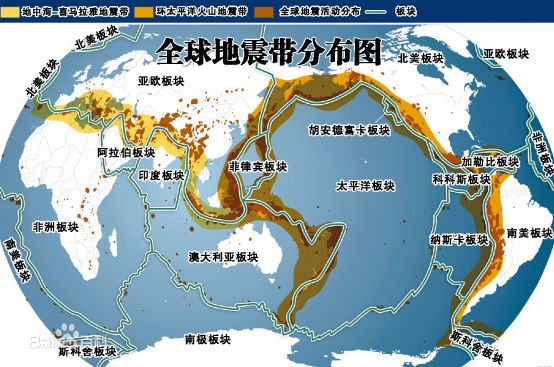 地中海-喜马拉雅地震带 环太平洋火山地震带 全球地震活动分布 板块
全球地震带分布图
北美板块
北美板块
亚欧板块
北美板块
亚欧板块
胡安德富卡板块
非洲板块
阿拉伯板块
印度板块
菲律宾板块
太平洋板块
加勒比板块
科科斯板块
非洲板块
南美板块
澳大利亚板块
纳斯卡板块
南美板块
南极板块
斯科舍板块
斯科舍板块
Bai百科